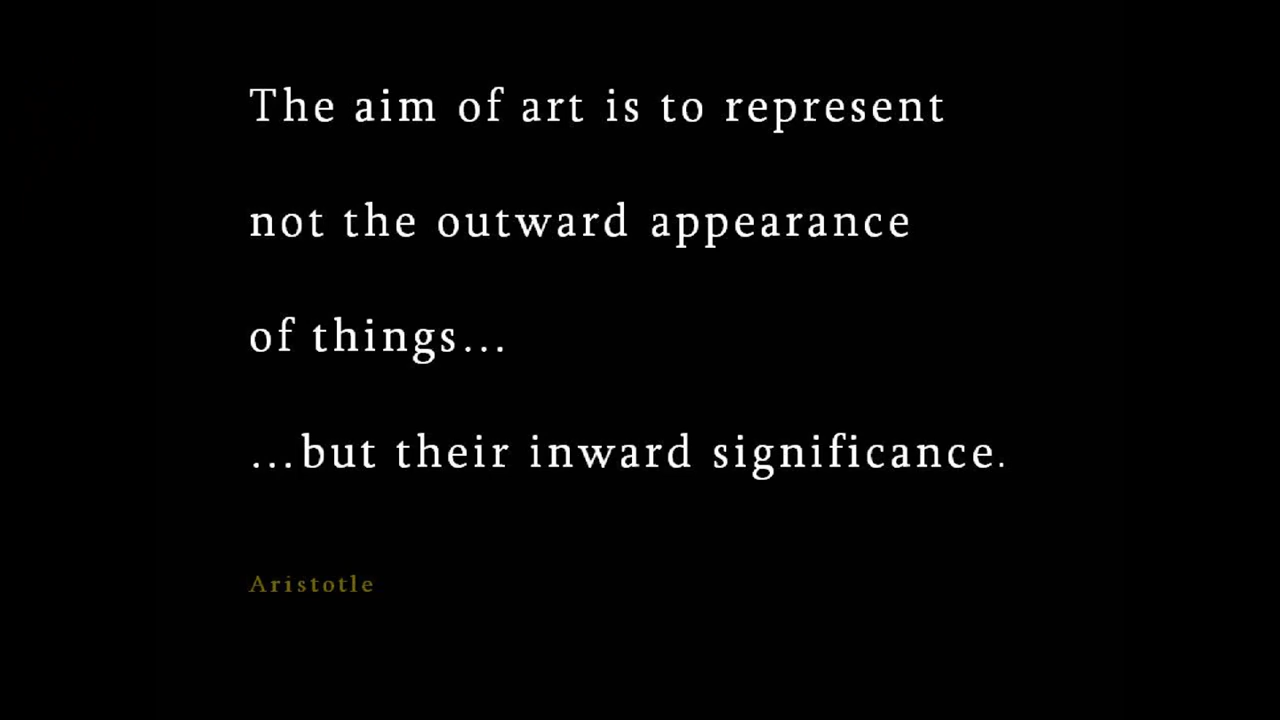 The aim of art is to represent
not the outward appearance
of things...
...but their inward significance.
Aristotle